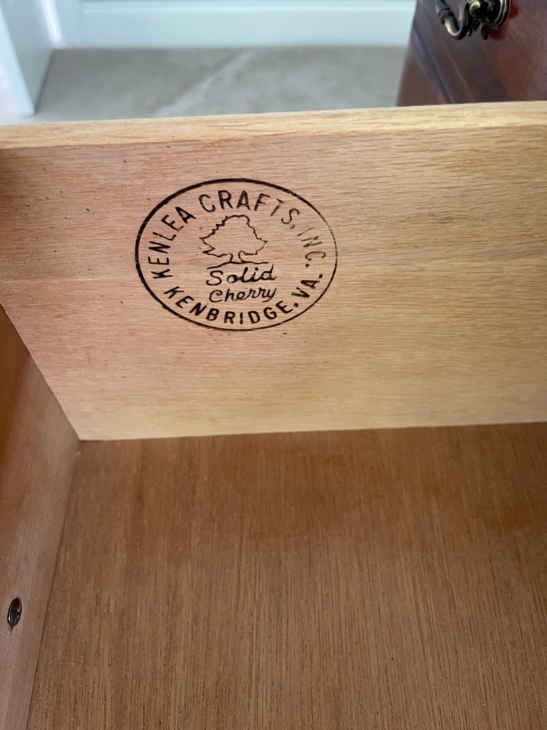 KENLEA CRAFTS, INC.
Solid
Cherry
KENBRIDGE, VA.